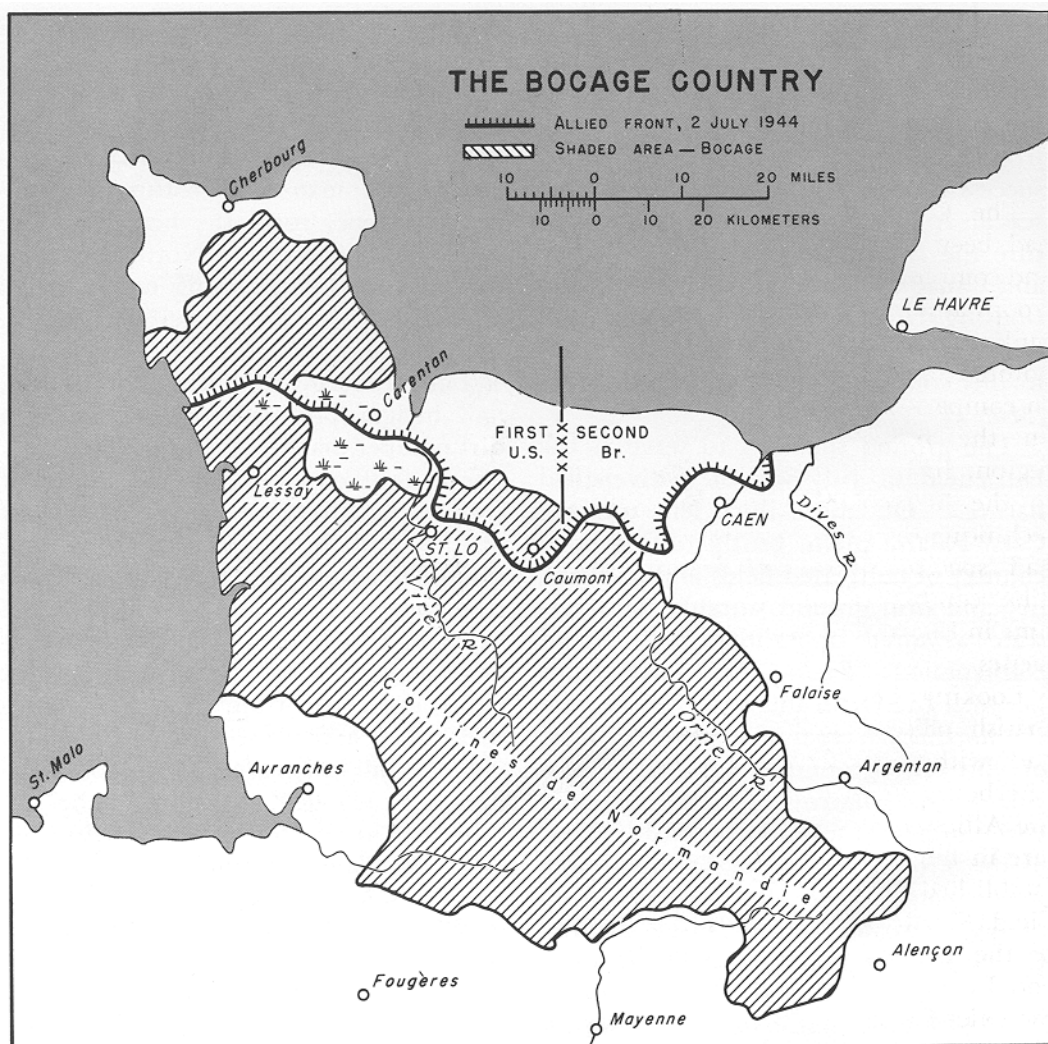 THE BOCAGE COUNTRY
ALLIED FRONT, 2 JULY 1944
SHADED AREA — BOCAGE
10 0 10 20 MILES
10 0 10 20 KILOMETERS
Cherbourg
LE HAVRE
Carentan
FIRST SECOND
U.S. Br.
XXXX
Lessay
CAEN
Dives R
ST. LO
Caumont
Vire R
Falaise
Orne R
Collines de Normandie
St. Malo
Avranches
Argentan
Alençon
Fougères
Mayenne